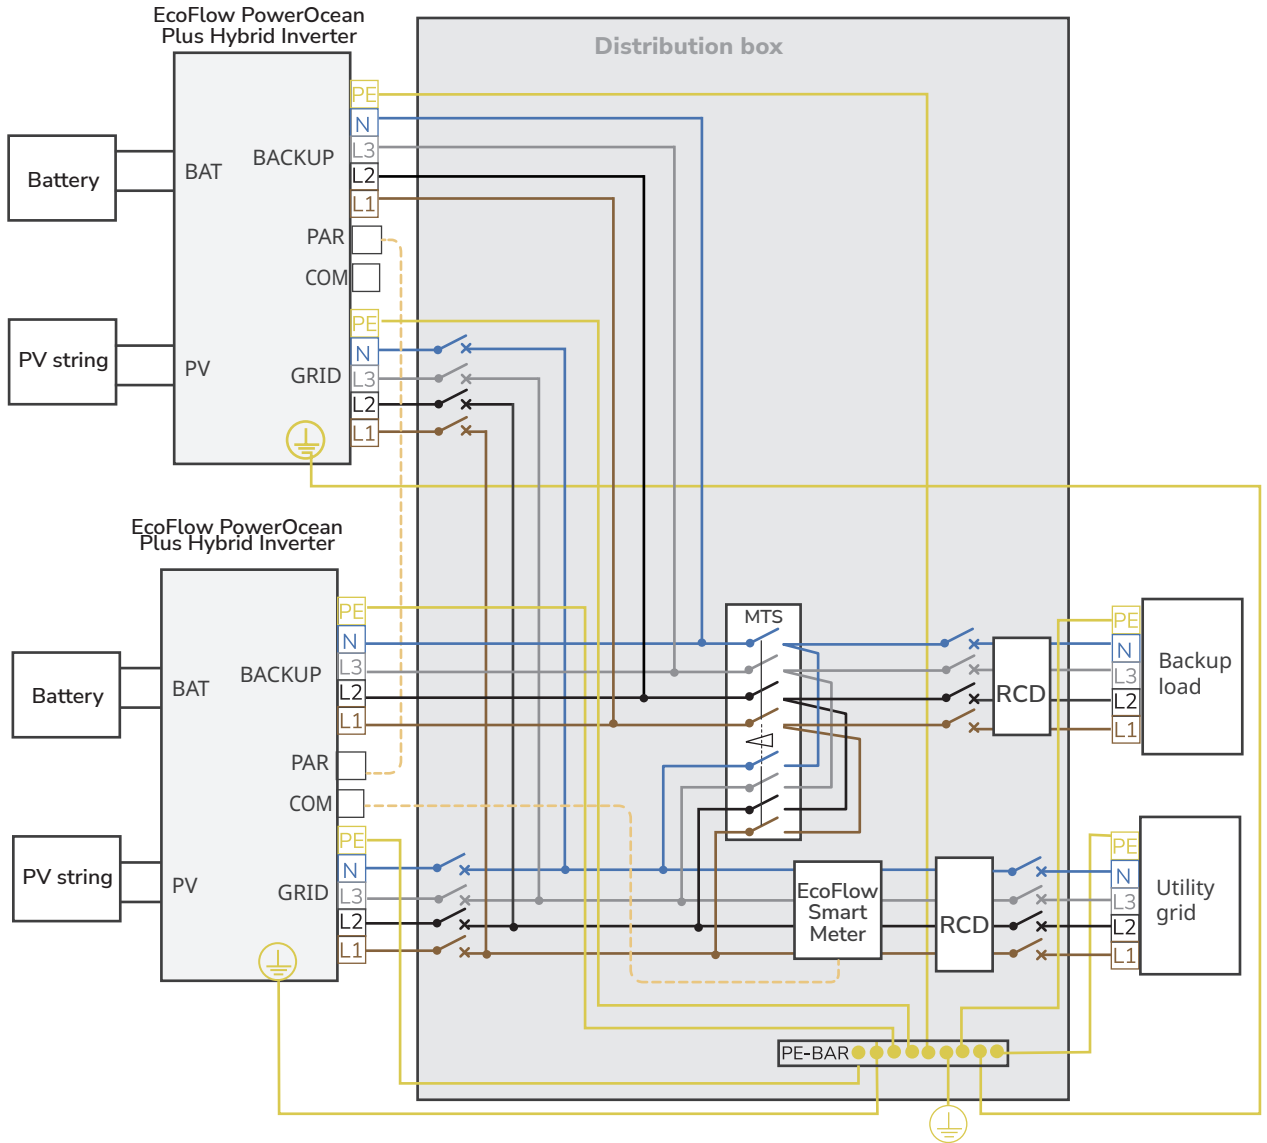 EcoFlow PowerOcean
Plus Hybrid Inverter
Distribution box
PE
N
L3
L2
L1
BACKUP
BAT
Battery
PAR
COM
PE
N
L3
L2
L1
GRID
PV
PV string
EcoFlow PowerOcean
Plus Hybrid Inverter
PE
N
L3
L2
L1
BACKUP
BAT
Battery
PAR
COM
PE
N
L3
L2
L1
GRID
PV
PV string
MTS
RCD
PE
N
L3
L2
L1
Backup
load
EcoFlow
Smart
Meter
RCD
PE
N
L3
L2
L1
Utility
grid
PE-BAR